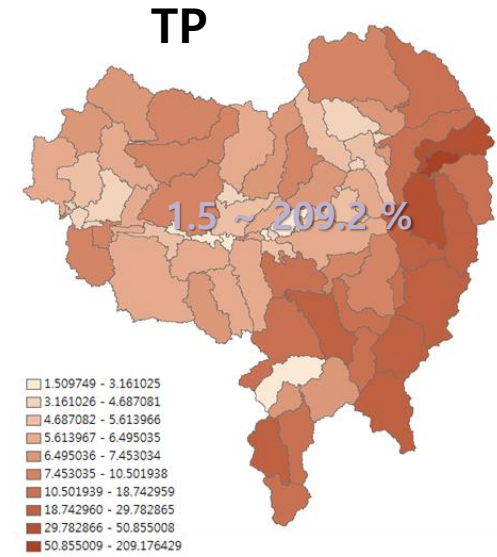 TP
1.5 ~ 209.2 %
1.509749 - 3.161025
3.161026 - 4.687081
4.687082 - 5.613966
5.613967 - 6.495035
6.495036 - 7.453034
7.453035 - 10.501938
10.501939 - 18.742959
18.742960 - 29.782865
29.782866 - 50.855008
50.855009 - 209.176429